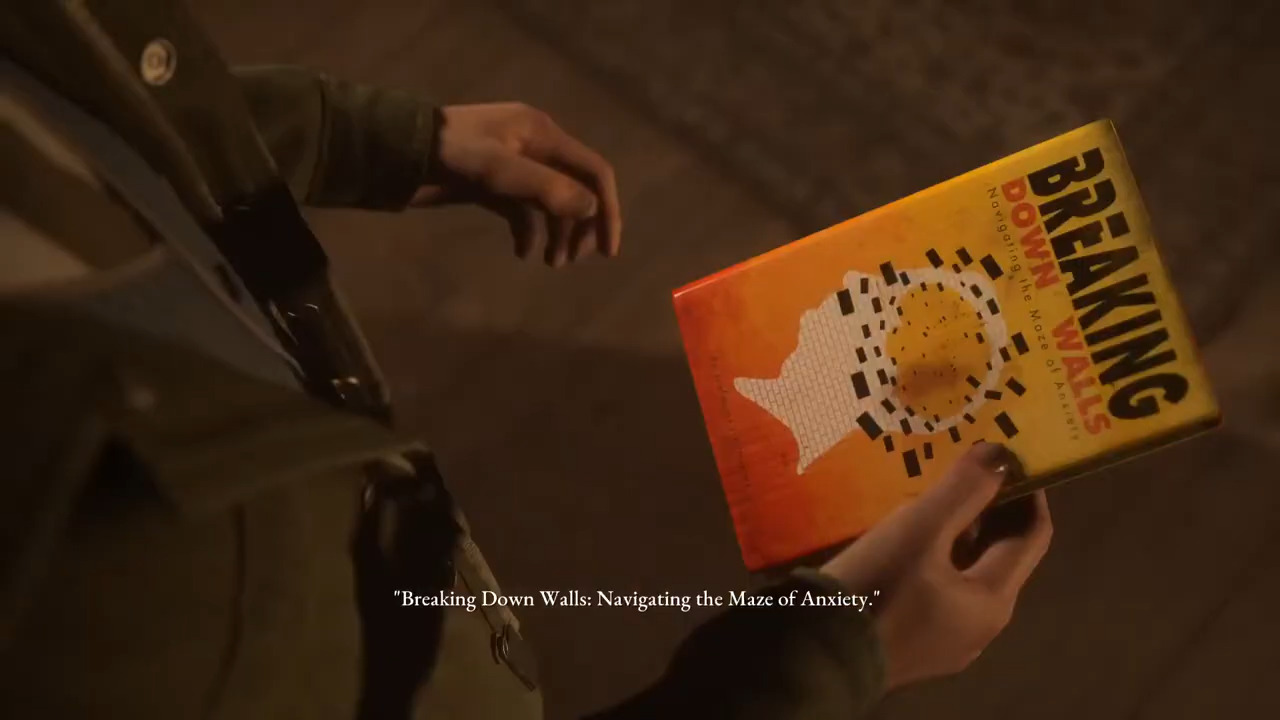 BREAKING
DOWN WALLS
Navigating the Maze of Anxiety
"Breaking Down Walls: Navigating the Maze of Anxiety."